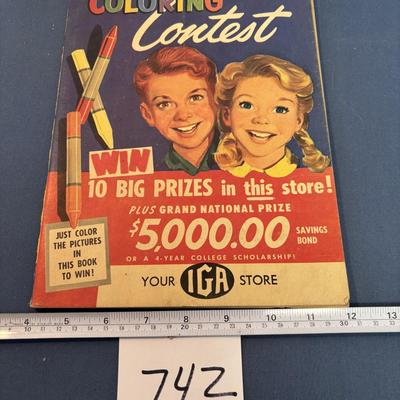 COLORING
Contest
WIN
10 BIG PRIZES in this store!
PLUS GRAND NATIONAL PRIZE
$5,000.00 SAVINGS BOND
OR A 4-YEAR COLLEGE SCHOLARSHIP!
JUST COLOR
THE PICTURES
IN THIS BOOK
TO WIN!
YOUR IGA STORE
4 5 6 7 8 9 10 11 12 13
742